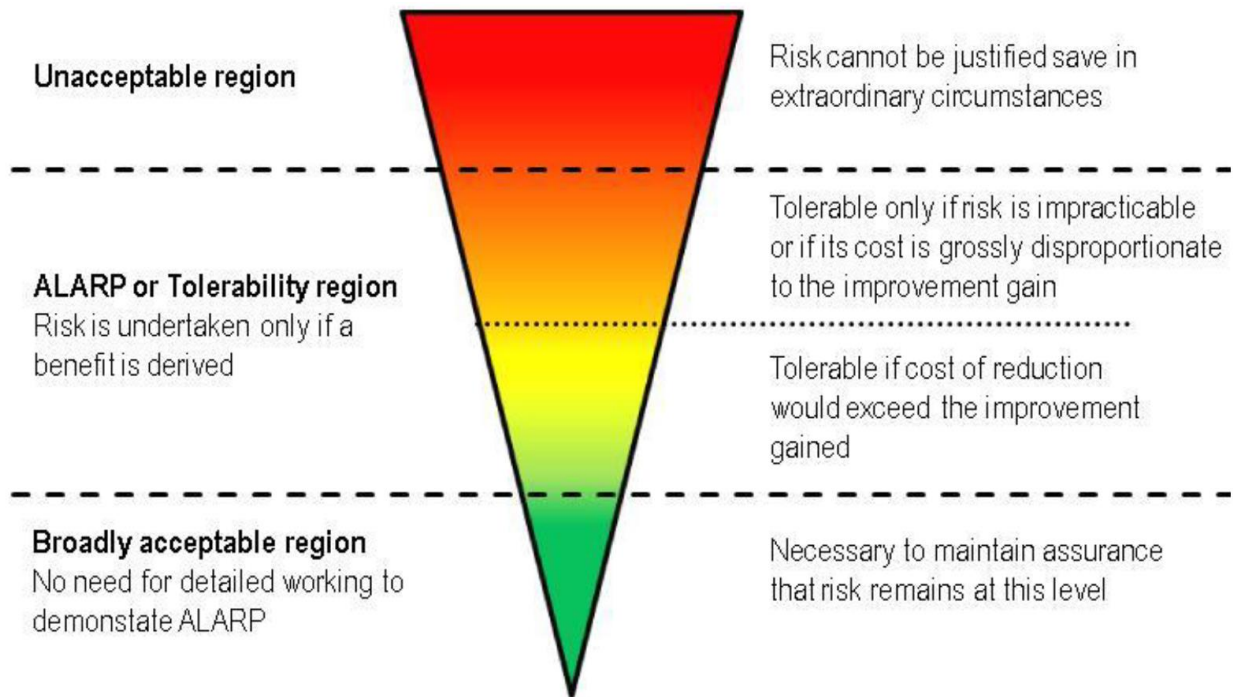 Unacceptable region
Risk cannot be justified save in
extraordinary circumstances
ALARP or Tolerability region
Risk is undertaken only if a
benefit is derived
Tolerable only if risk is impracticable
or if its cost is grossly disproportionate
to the improvement gain
Tolerable if cost of reduction
would exceed the improvement
gained
Broadly acceptable region
No need for detailed working to
demonstate ALARP
Necessary to maintain assurance
that risk remains at this level